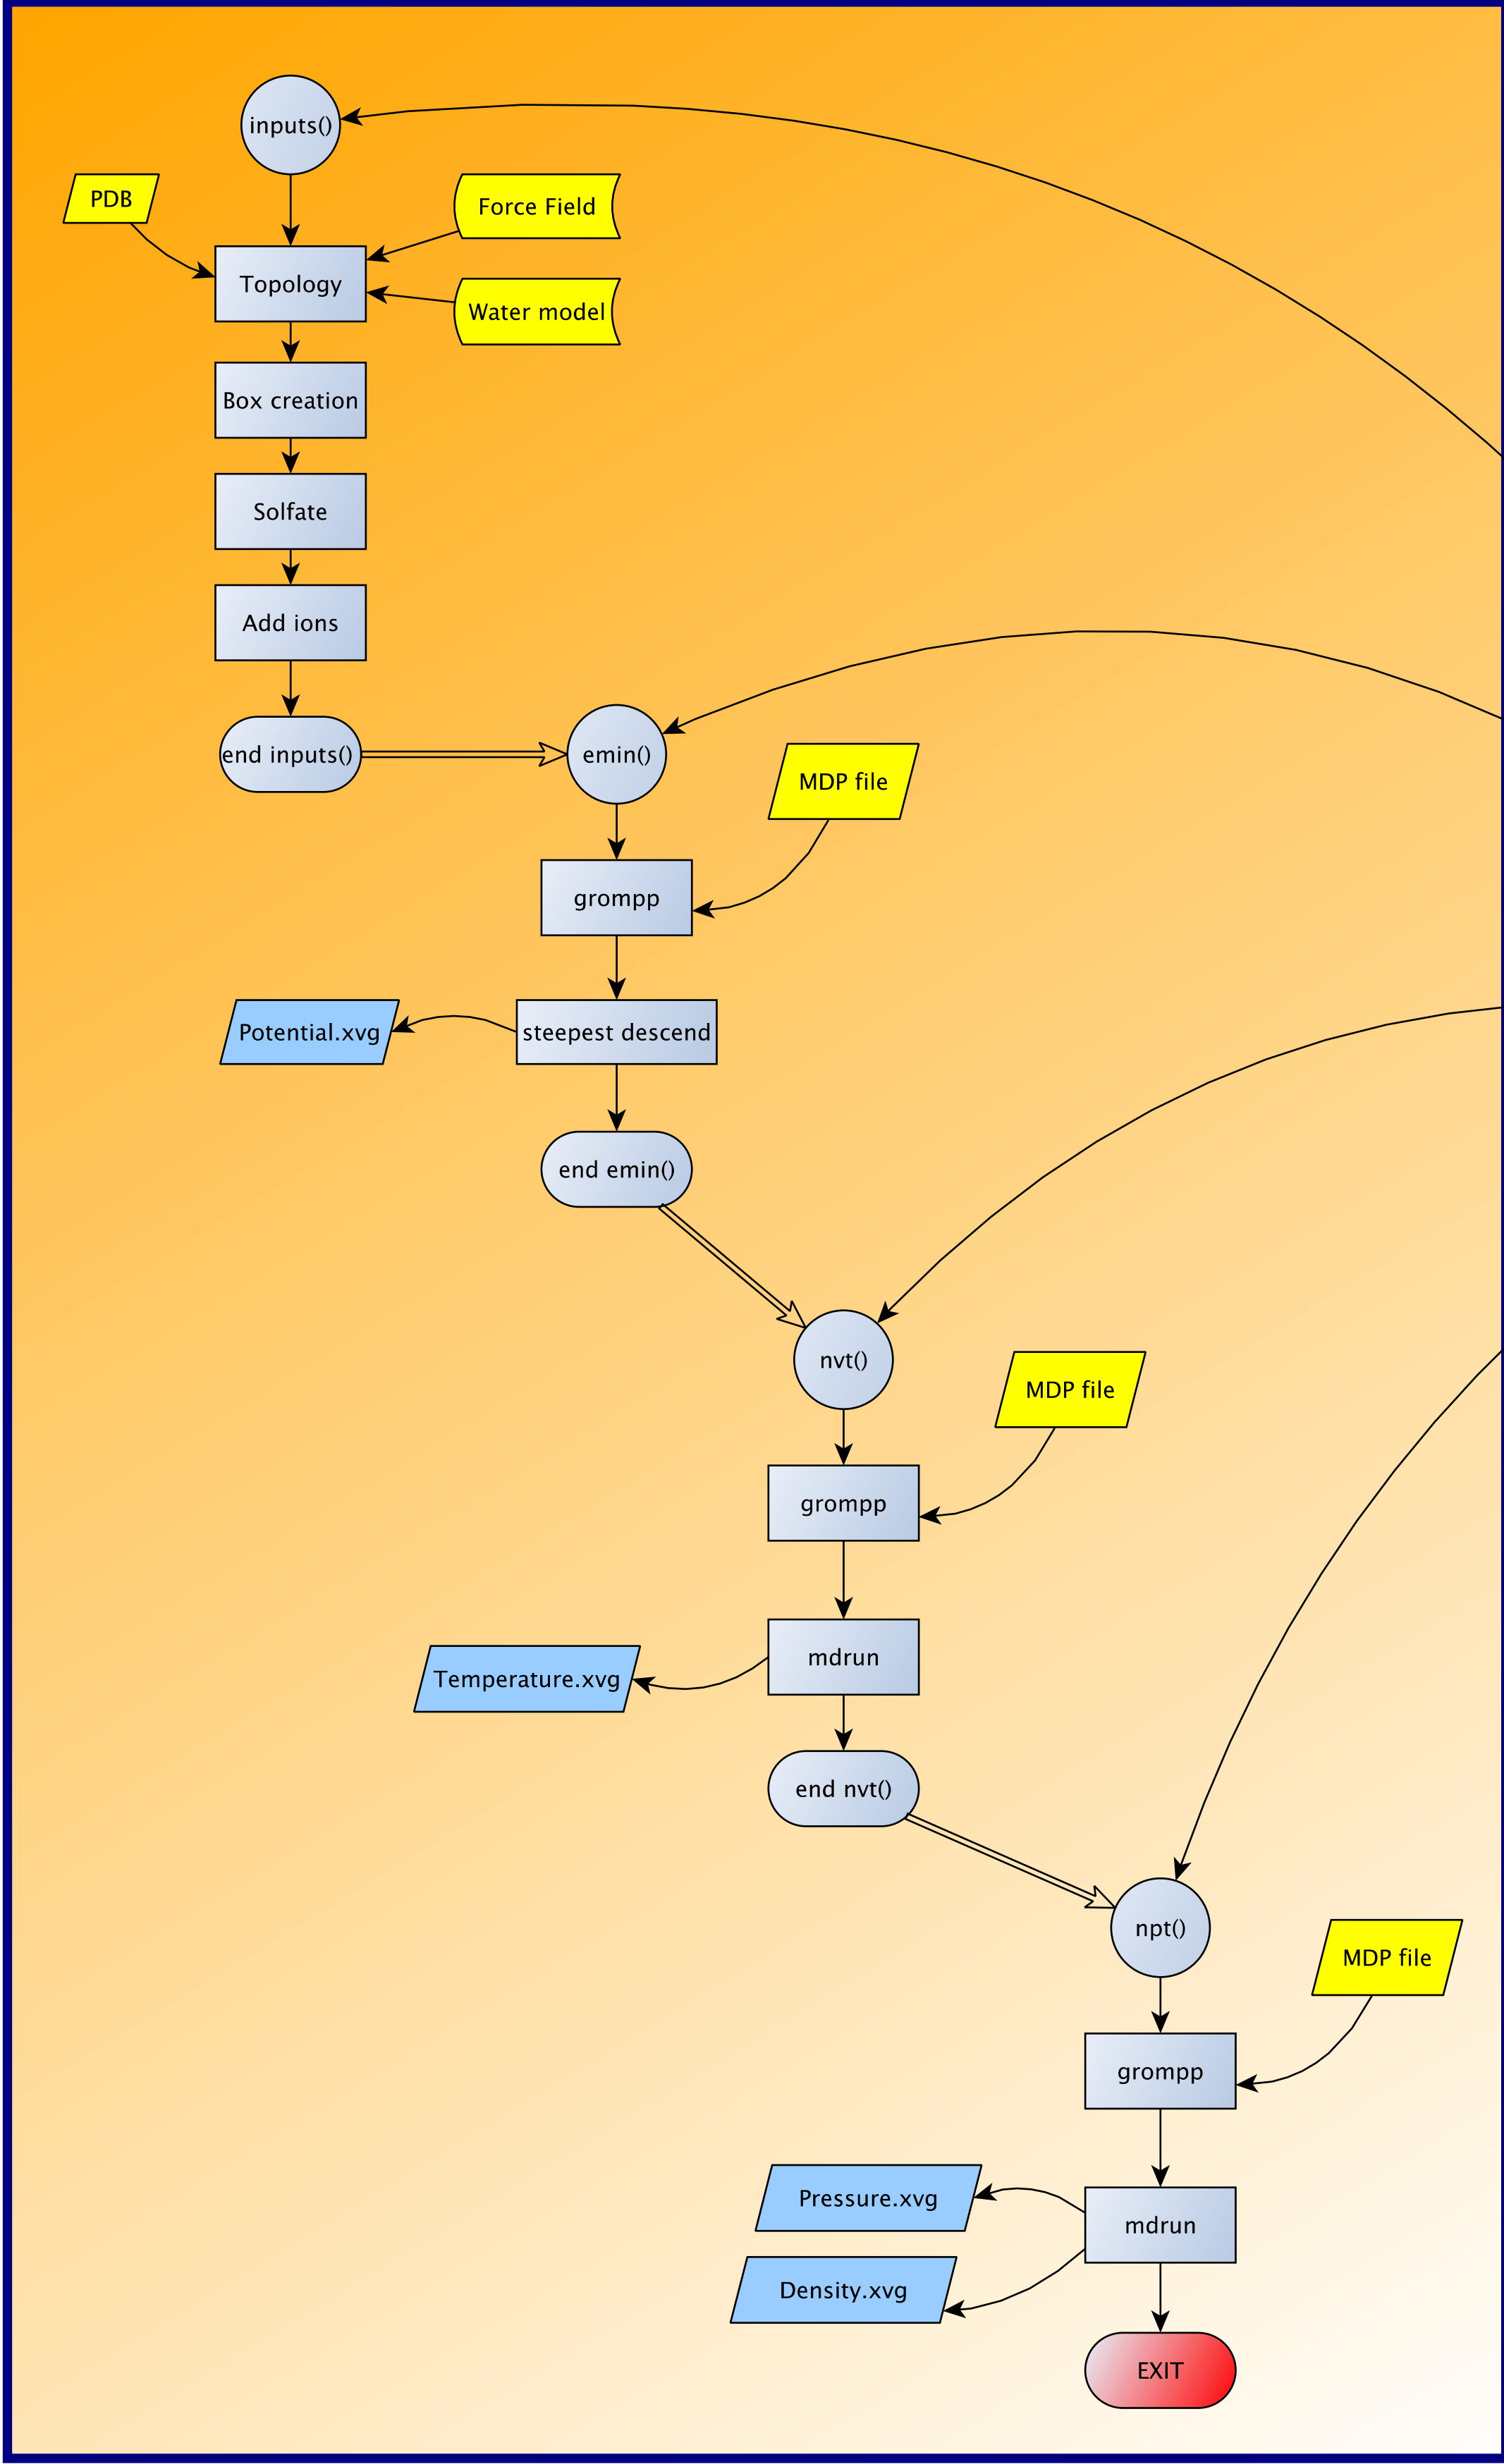 inputs()
PDB
Force Field
Topology
Water model
Box creation
Solfate
Add ions
end inputs()
emin()
MDP file
grompp
Potential.xvg
steepest descend
end emin()
nvt()
MDP file
grompp
mdrun
Temperature.xvg
end nvt()
npt()
MDP file
grompp
Pressure.xvg
mdrun
Density.xvg
EXIT